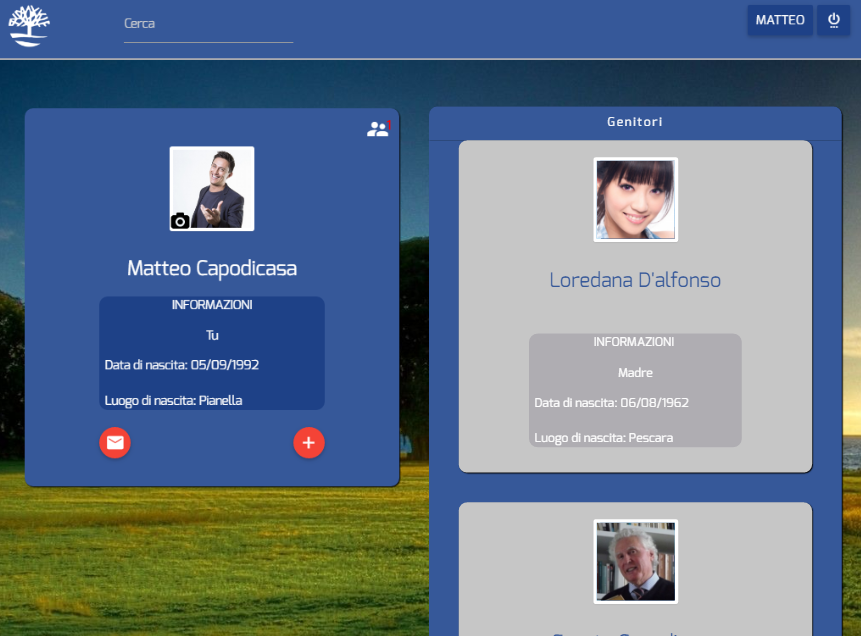 Cerca
MATTEO
Genitori
Matteo Capodicasa
INFORMAZIONI
Tu
Data di nascita: 05/09/1992
Luogo di nascita: Pianella
Loredana D'alfonso
INFORMAZIONI
Madre
Data di nascita: 06/08/1962
Luogo di nascita: Pescara